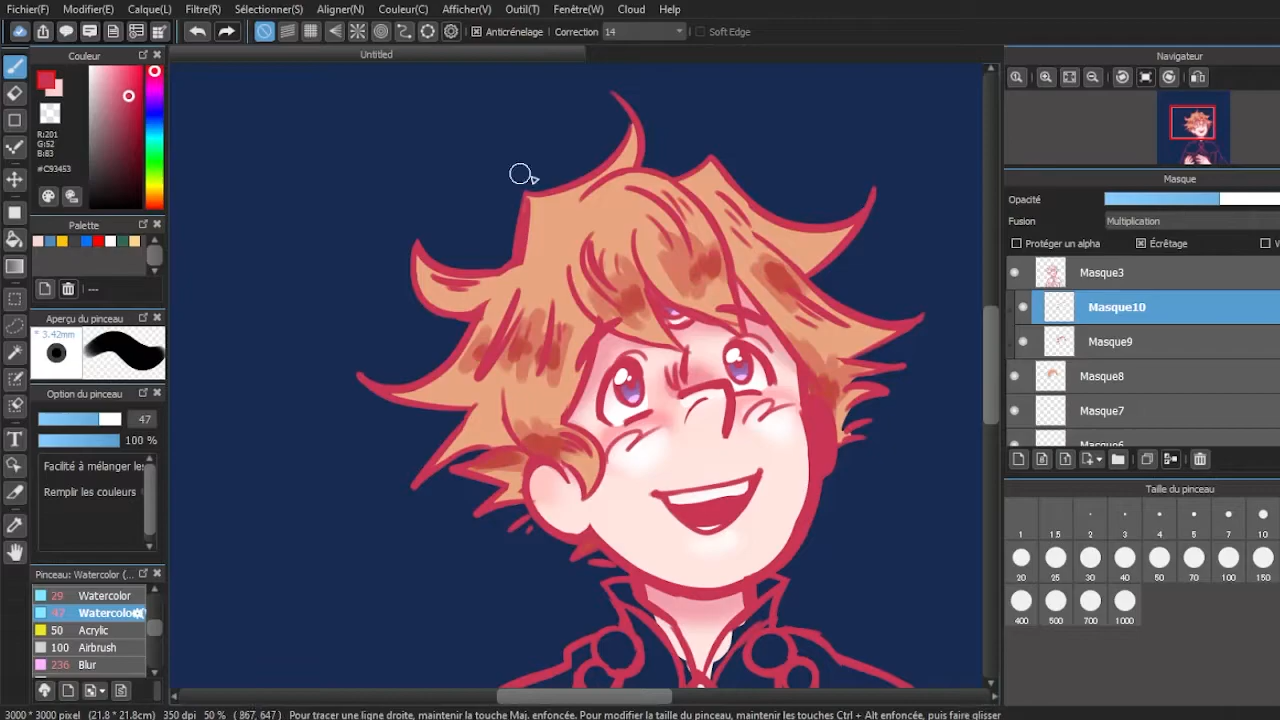 Fichier(F) Modifier(E) Calque(L) Filtre(R) Sélectionner(S) Aligner(N) Couleur(C) Afficher(V) Outil(T) Fenêtre(W) Cloud Help
Anticrénelage Correction 14 Soft Edge
Couleur
Untitled
Navigateur
R:201
G:52
B:83
#C93453
Palette
---
Aperçu du pinceau
* 3.42mm
Option du pinceau
47
100 %
Facilité à mélanger les
Remplir les couleurs
Pinceau: Watercolor (...
29 Watercolor
47 Watercolo
50 Acrylic
100 Airbrush
236 Blur
Masque
Opacité
Fusion Multiplication
Protéger un alpha Écrêtage
Masque3
Masque10
Masque9
Masque8
Masque7
Masque6
Taille du pinceau
1 1.5 2 3 4 5 7 10
20 25 30 40 50 70 100 150
400 500 700 1000
3000 * 3000 pixel (21.8 * 21.8cm) 350 dpi 50 % ( 867, 647 ) Pour tracer une ligne droite, maintenir la touche Maj. enfoncée. Pour modifier la taille du pinceau, maintenir les touches Ctrl + Alt enfoncée, puis faire glisser